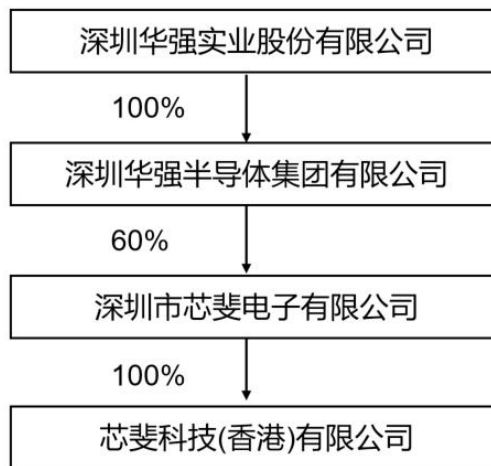 深圳华强实业股份有限公司
100%
深圳华强半导体集团有限公司
60%
深圳市芯斐电子有限公司
100%
芯斐科技(香港)有限公司